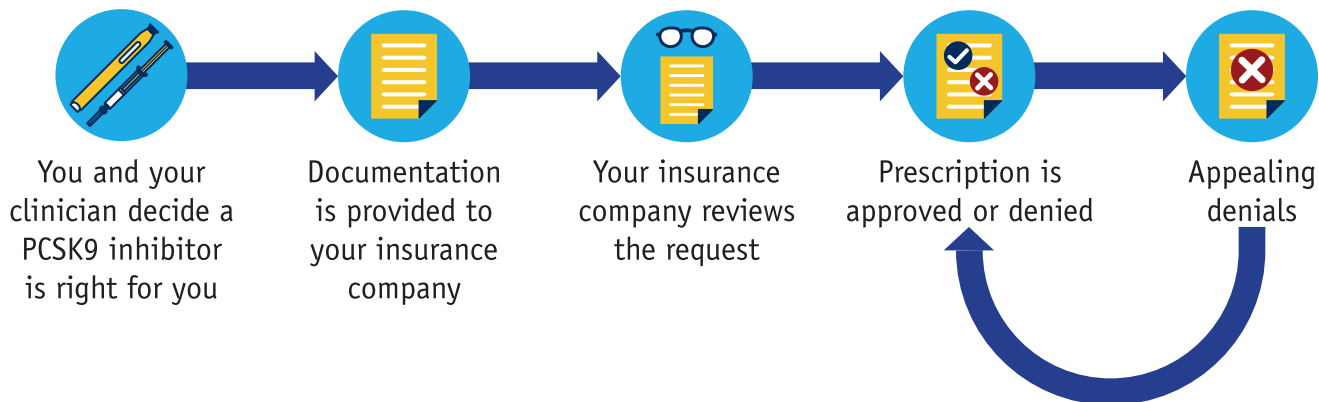 You and your
clinician decide a
PCSK9 inhibitor
is right for you
Documentation
is provided to
your insurance
company
Your insurance
company reviews
the request
Prescription is
approved or denied
Appealing
denials